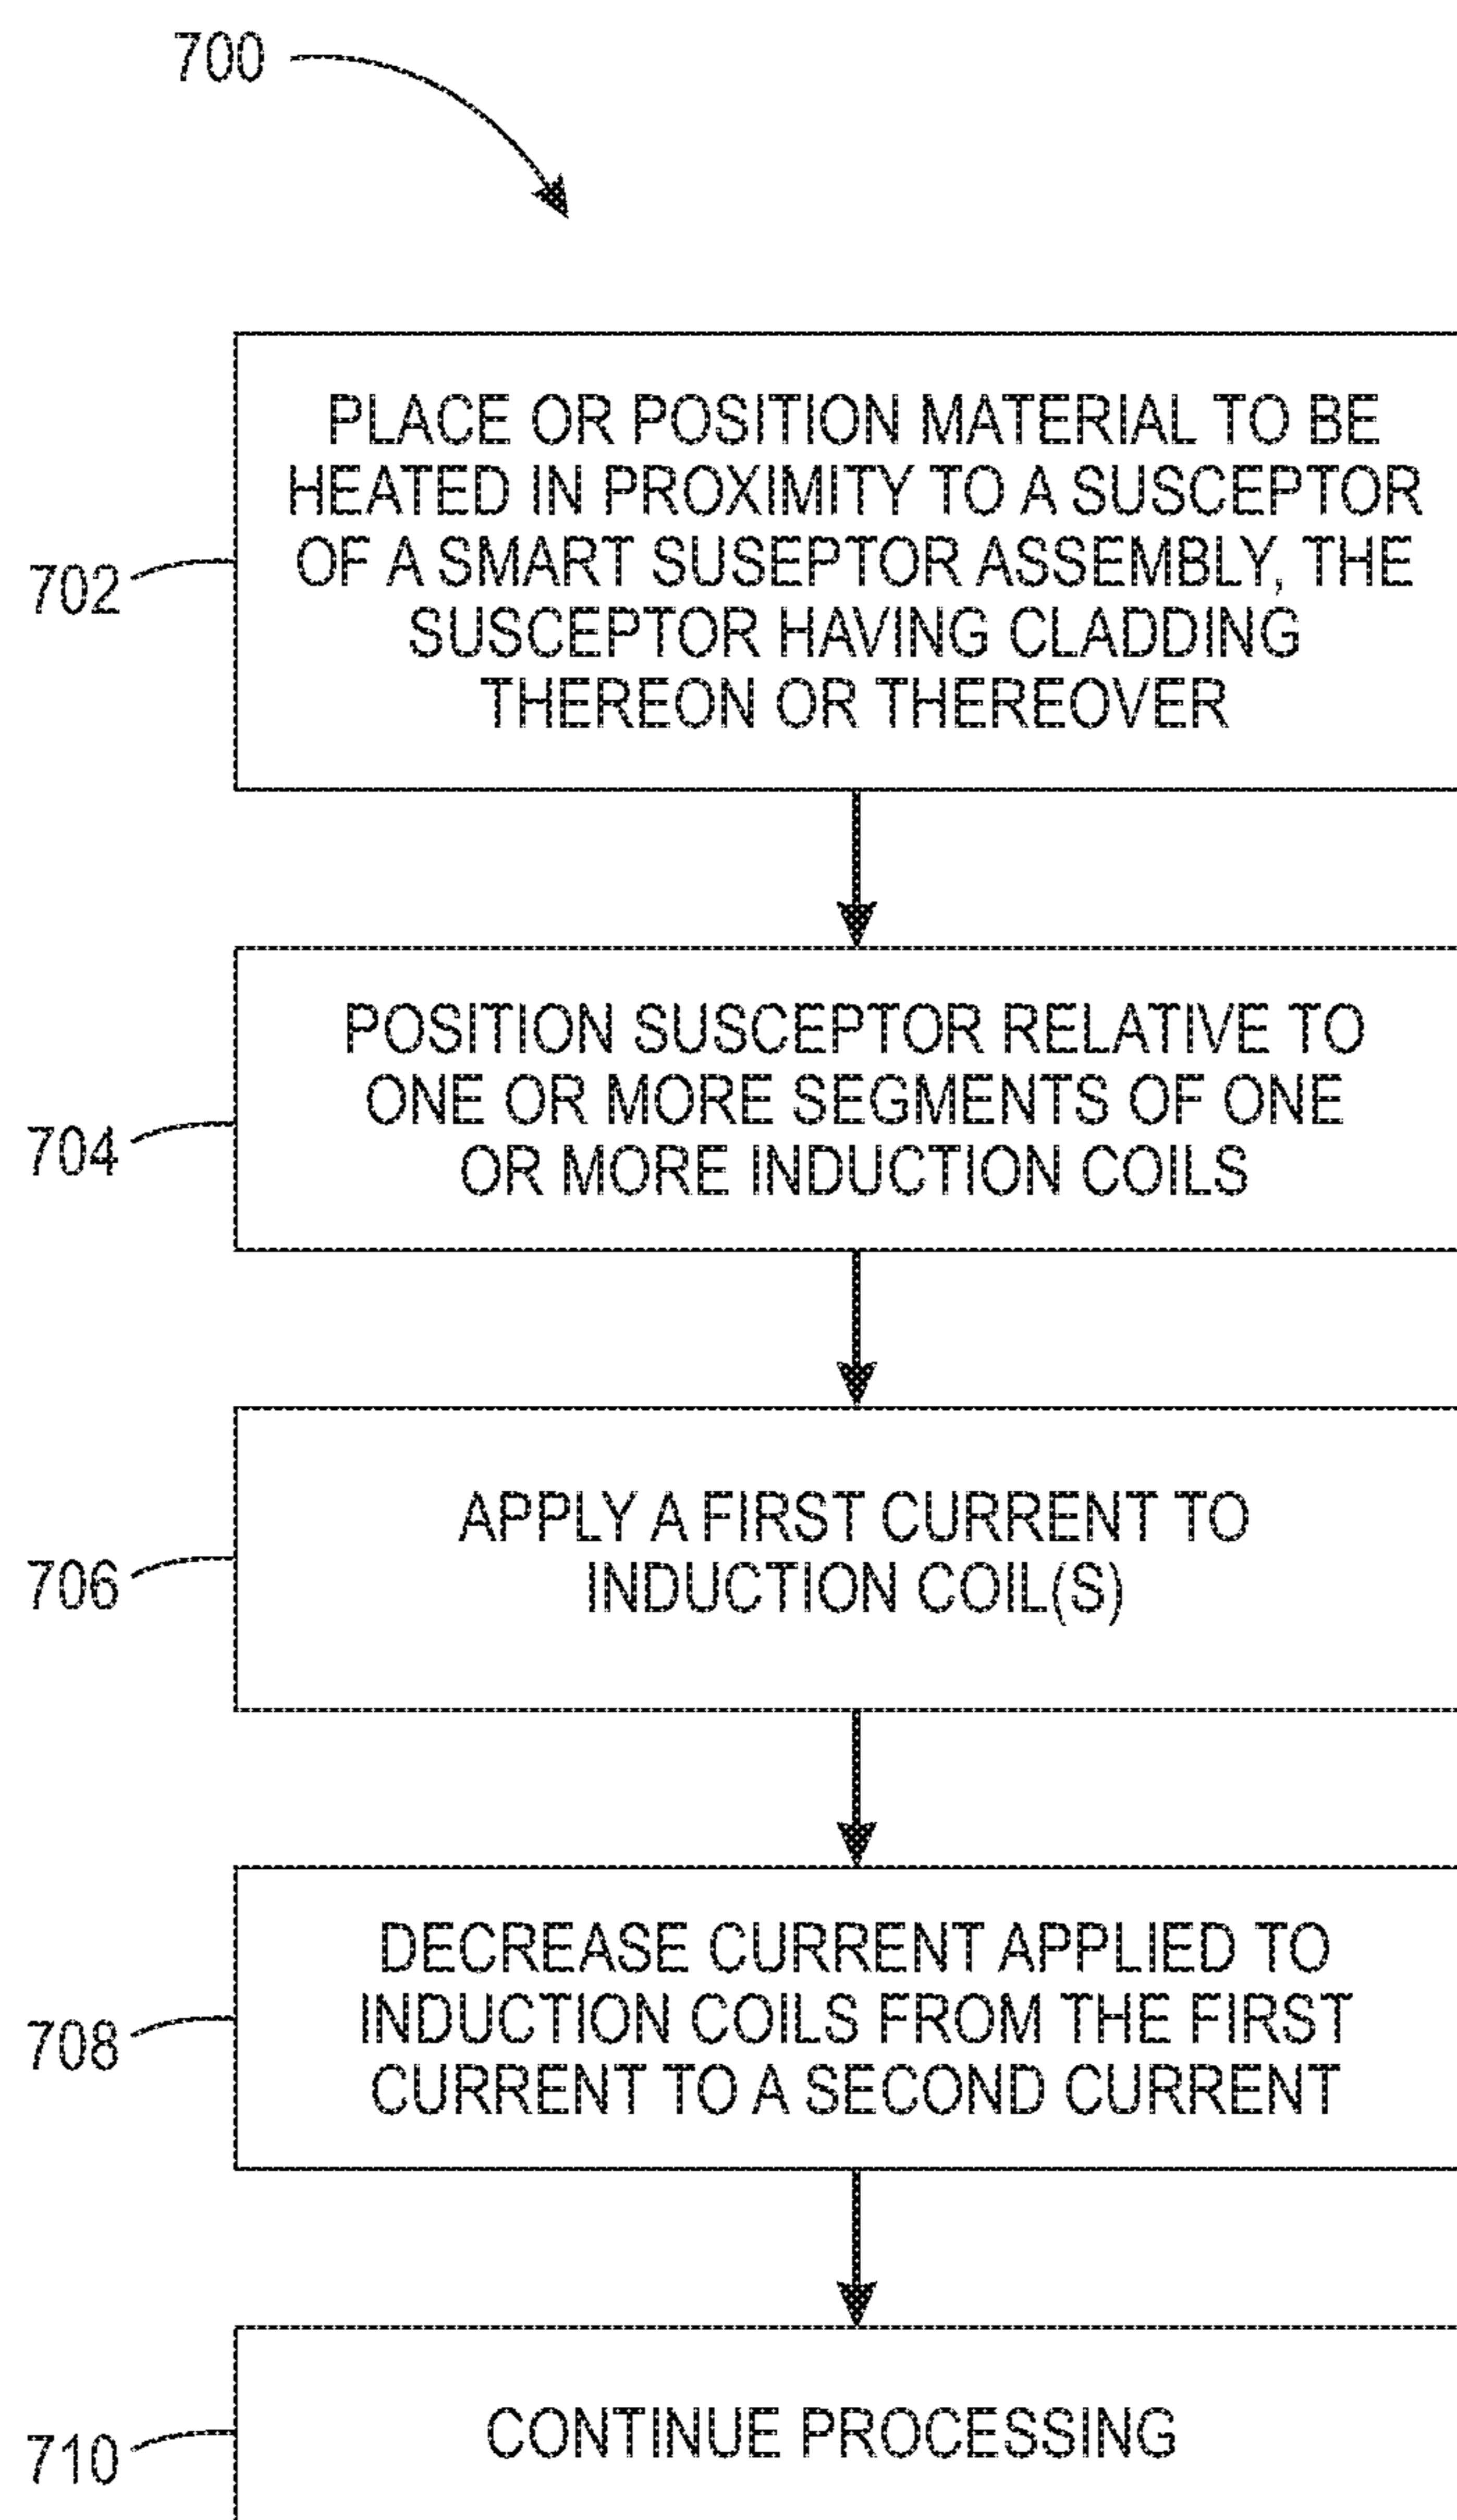 700
PLACE OR POSITION MATERIAL TO BE
HEATED IN PROXIMITY TO A SUSCEPTOR
OF A SMART SUSEPTOR ASSEMBLY, THE
SUSCEPTOR HAVING CLADDING
THEREON OR THEREOVER
702
POSITION SUSCEPTOR RELATIVE TO
ONE OR MORE SEGMENTS OF ONE
OR MORE INDUCTION COILS
704
APPLY A FIRST CURRENT TO
INDUCTION COIL(S)
706
DECREASE CURRENT APPLIED TO
INDUCTION COILS FROM THE FIRST
CURRENT TO A SECOND CURRENT
708
CONTINUE PROCESSING
710